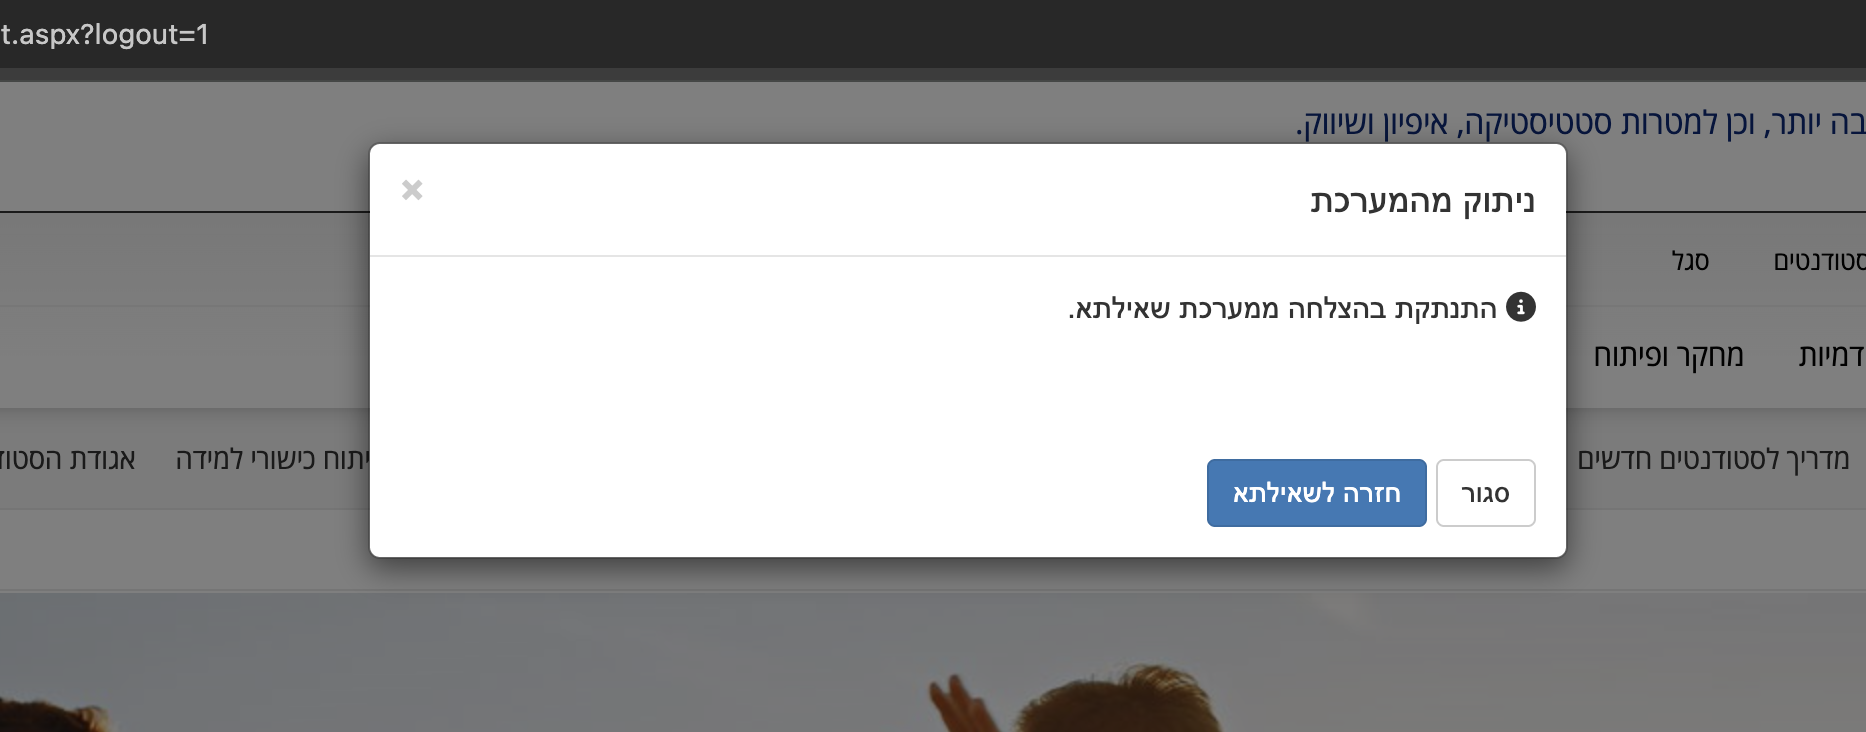 t.aspx?logout=1
בה יותר, וכן למטרות סטטיסטיקה, איפיון ושיווק.
ניתוק מהמערכת
סטודנטים סגל
התנתקת בהצלחה ממערכת שאילתא.
דמיות מחקר ופיתוח
מדריך לסטודנטים חדשים יתוח כישורי למידה אגודת הסטוד
סגור חזרה לשאילתא